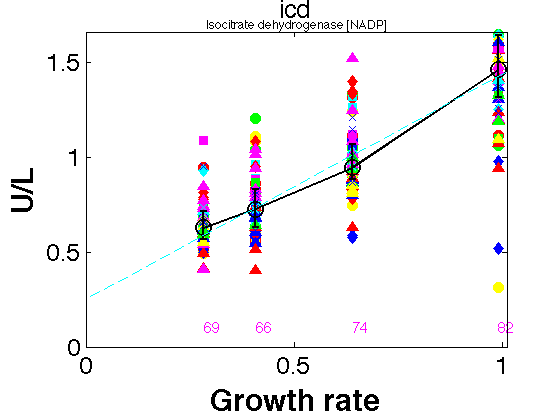 icd
Isocitrate dehydrogenase [NADP]
1.5
1
0.5
0
U/L
69 66 74 82
0 0.5 1
Growth rate